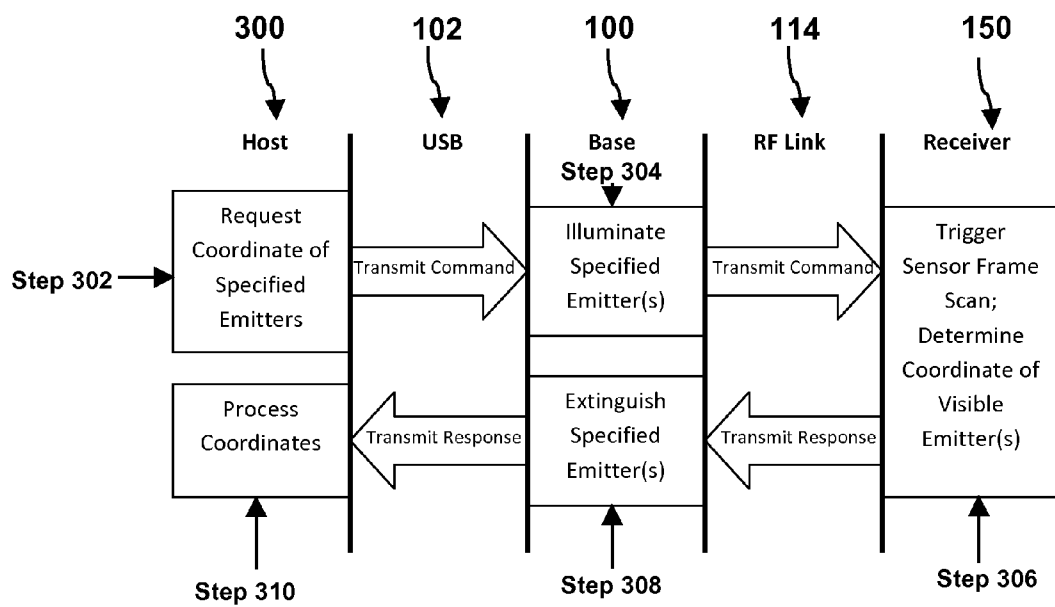 300 102 100 114 150
Host USB Base RF Link Receiver
Step 304
Request
Coordinate of
Specified
Emitters
Step 302
Transmit Command
Illuminate
Specified
Emitter(s)
Transmit Command
Trigger
Sensor Frame
Scan;
Determine
Coordinate of
Visible
Emitter(s)
Process
Coordinates
Transmit Response
Extinguish
Specified
Emitter(s)
Transmit Response
Step 310
Step 308
Step 306